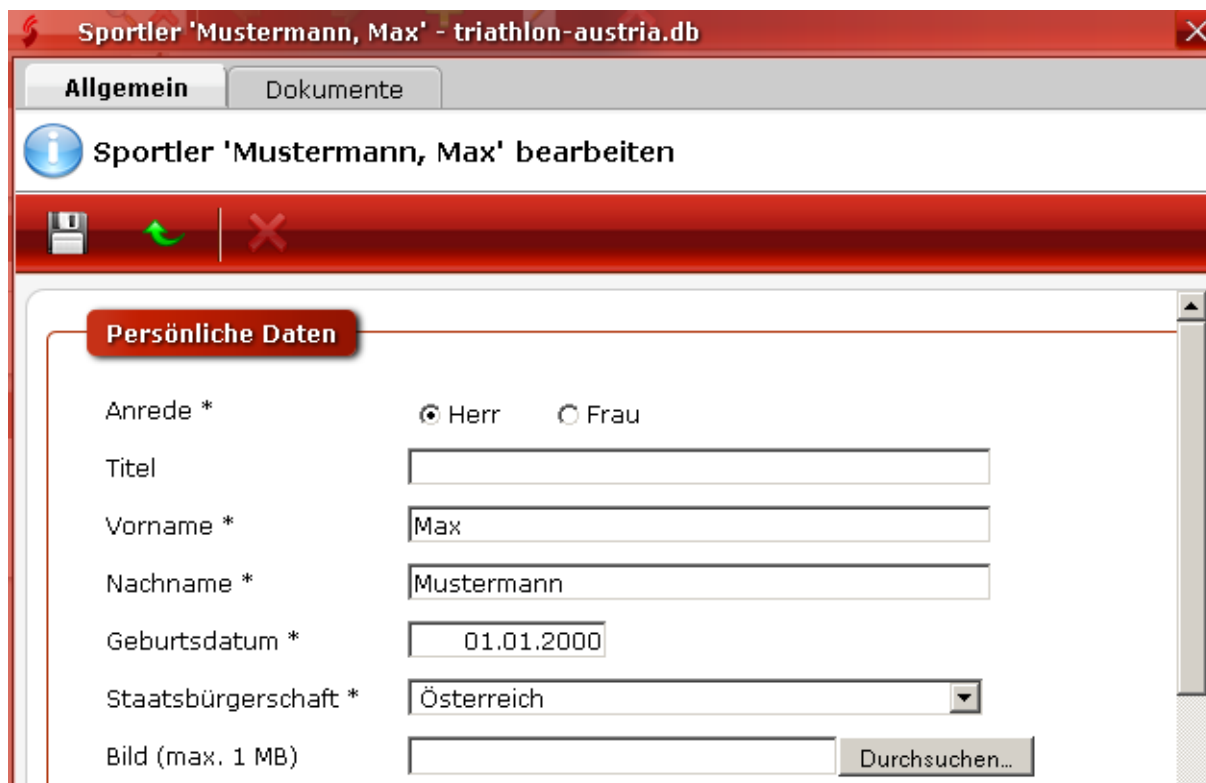 Sportler 'Mustermann, Max' - triathlon-austria.db
Allgemein Dokumente
Sportler 'Mustermann, Max' bearbeiten
Persönliche Daten
Anrede * Herr Frau
Titel
Vorname * Max
Nachname * Mustermann
Geburtsdatum * 01.01.2000
Staatsbürgerschaft * Österreich
Bild (max. 1 MB) Durchsuchen...